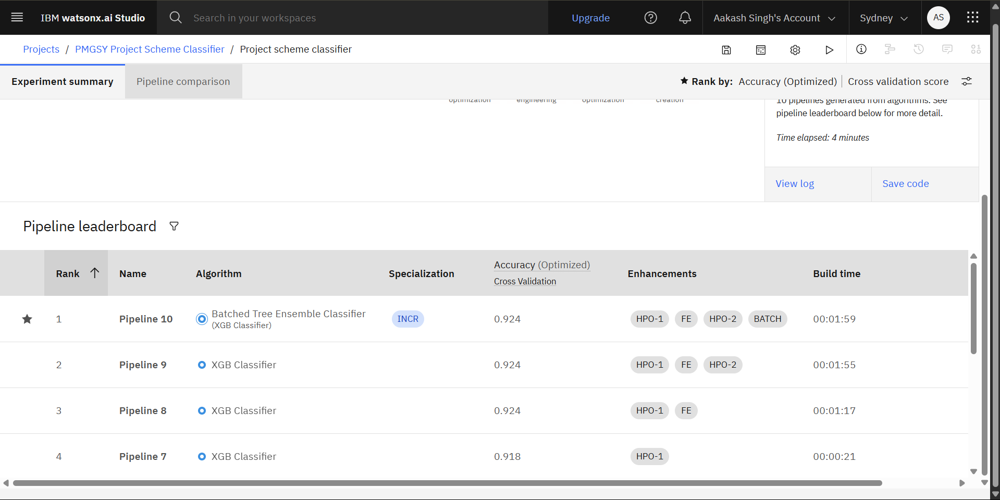 IBM watsonx.ai Studio
Search in your workspaces
Upgrade
Aakash Singh's Account
Sydney
AS
Projects / PMGSY Project Scheme Classifier / Project scheme classifier
Experiment summary
Pipeline comparison
Rank by: Accuracy (Optimized) | Cross validation score
optimization
engineering
optimization
creation
10 pipelines generated from algorithms. See
pipeline leaderboard below for more detail.
Time elapsed: 4 minutes
View log
Save code
Pipeline leaderboard
Rank Name Algorithm Specialization Accuracy (Optimized) Enhancements Build time
Cross Validation
1 Pipeline 10 Batched Tree Ensemble Classifier INCR 0.924 HPO-1 FE HPO-2 BATCH 00:01:59
(XGB Classifier)
2 Pipeline 9 XGB Classifier 0.924 HPO-1 FE HPO-2 00:01:55
3 Pipeline 8 XGB Classifier 0.924 HPO-1 FE 00:01:17
4 Pipeline 7 XGB Classifier 0.918 HPO-1 00:00:21